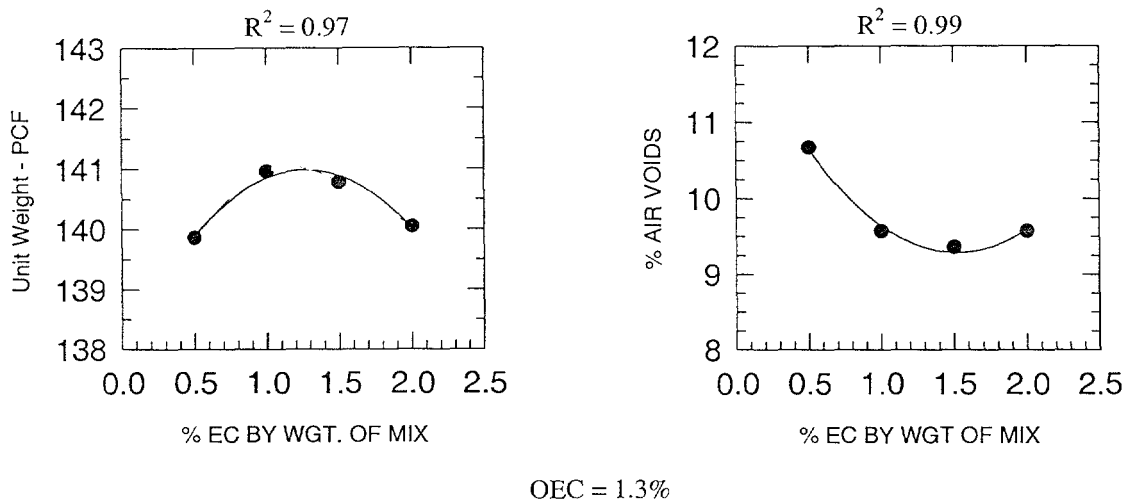 R² = 0.97
143
142
141
140
139
138
Unit Weight - PCF
0.0 0.5 1.0 1.5 2.0 2.5
% EC BY WGT. OF MIX
R² = 0.99
12
11
10
9
8
% AIR VOIDS
0.0 0.5 1.0 1.5 2.0 2.5
% EC BY WGT OF MIX
OEC = 1.3%